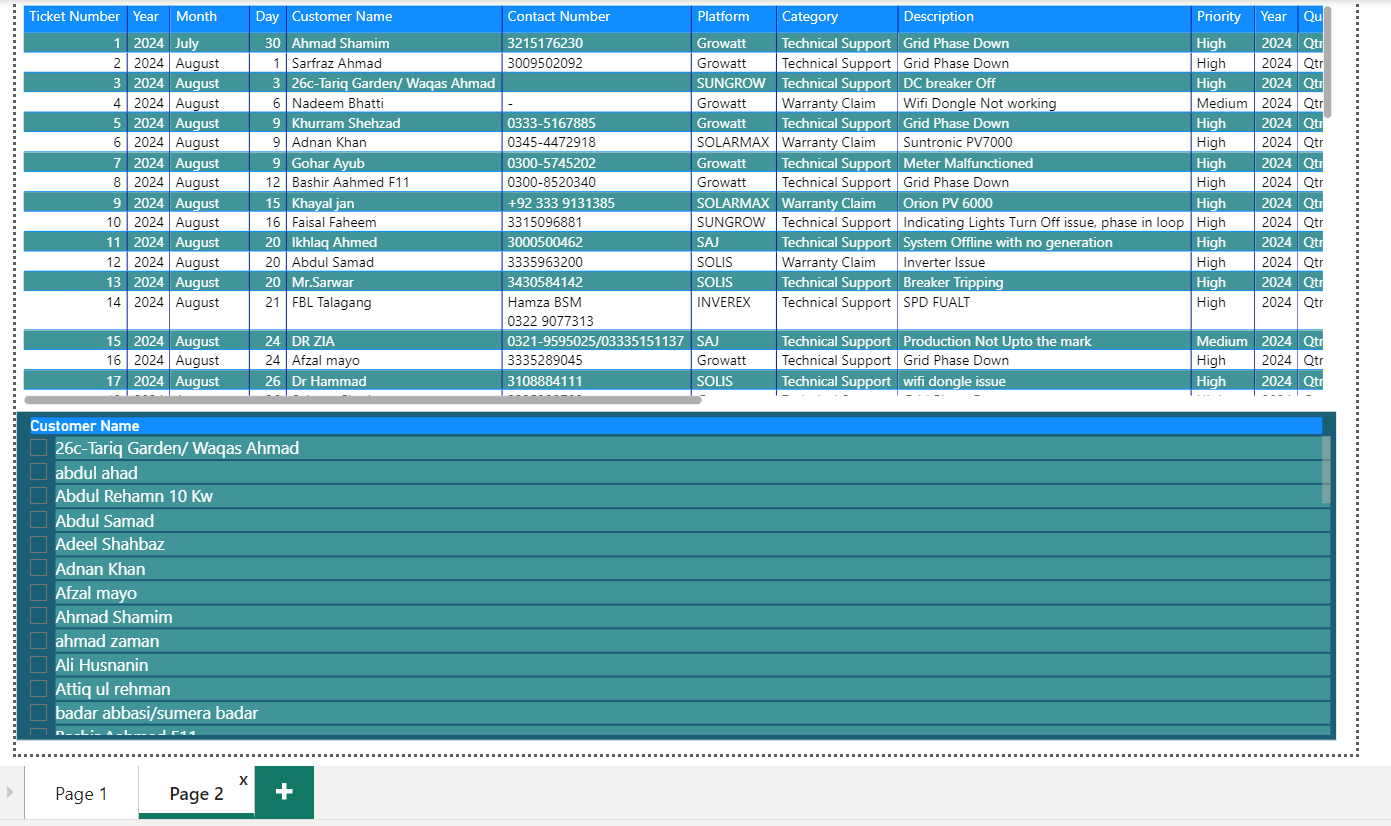 Ticket Number Year Month Day Customer Name Contact Number Platform Category Description Priority Year Qu
1 2024 July 30 Ahmad Shamim 3215176230 Growatt Technical Support Grid Phase Down High 2024 Qtr
2 2024 August 1 Sarfraz Ahmad 3009502092 Growatt Technical Support Grid Phase Down High 2024 Qtr
3 2024 August 3 26c-Tariq Garden/ Waqas Ahmad SUNGROW Technical Support DC breaker Off High 2024 Qtr
4 2024 August 6 Nadeem Bhatti - Growatt Warranty Claim Wifi Dongle Not working Medium 2024 Qtr
5 2024 August 9 Khurram Shehzad 0333-5167885 Growatt Technical Support Grid Phase Down High 2024 Qtr
6 2024 August 9 Adnan Khan 0345-4472918 SOLARMAX Warranty Claim Suntronic PV7000 High 2024 Qtr
7 2024 August 9 Gohar Ayub 0300-5745202 Growatt Technical Support Meter Malfunctioned High 2024 Qtr
8 2024 August 12 Bashir Aahmed F11 0300-8520340 Growatt Technical Support Grid Phase Down High 2024 Qtr
9 2024 August 15 Khayal jan +92 333 9131385 SOLARMAX Warranty Claim Orion PV 6000 High 2024 Qtr
10 2024 August 16 Faisal Faheem 3315096881 SUNGROW Technical Support Indicating Lights Turn Off issue, phase in loop High 2024 Qtr
11 2024 August 20 Ikhlaq Ahmed 3000500462 SAJ Technical Support System Offline with no generation High 2024 Qtr
12 2024 August 20 Abdul Samad 3335963200 SOLIS Warranty Claim Inverter Issue High 2024 Qtr
13 2024 August 20 Mr.Sarwar 3430584142 SOLIS Technical Support Breaker Tripping High 2024 Qtr
14 2024 August 21 FBL Talagang Hamza BSM INVEREX Technical Support SPD FUALT High 2024 Qtr
0322 9077313
15 2024 August 24 DR ZIA 0321-9595025/03335151137 SAJ Technical Support Production Not Upto the mark Medium 2024 Qtr
16 2024 August 24 Afzal mayo 3335289045 Growatt Technical Support Grid Phase Down High 2024 Qtr
17 2024 August 26 Dr Hammad 3108884111 SOLIS Technical Support wifi dongle issue High 2024 Qtr
Customer Name
26c-Tariq Garden/ Waqas Ahmad
abdul ahad
Abdul Rehamn 10 Kw
Abdul Samad
Adeel Shahbaz
Adnan Khan
Afzal mayo
Ahmad Shamim
ahmad zaman
Ali Husnanin
Attiq ul rehman
badar abbasi/sumera badar
Bashir Aahmed F11
Page 1 Page 2 x +